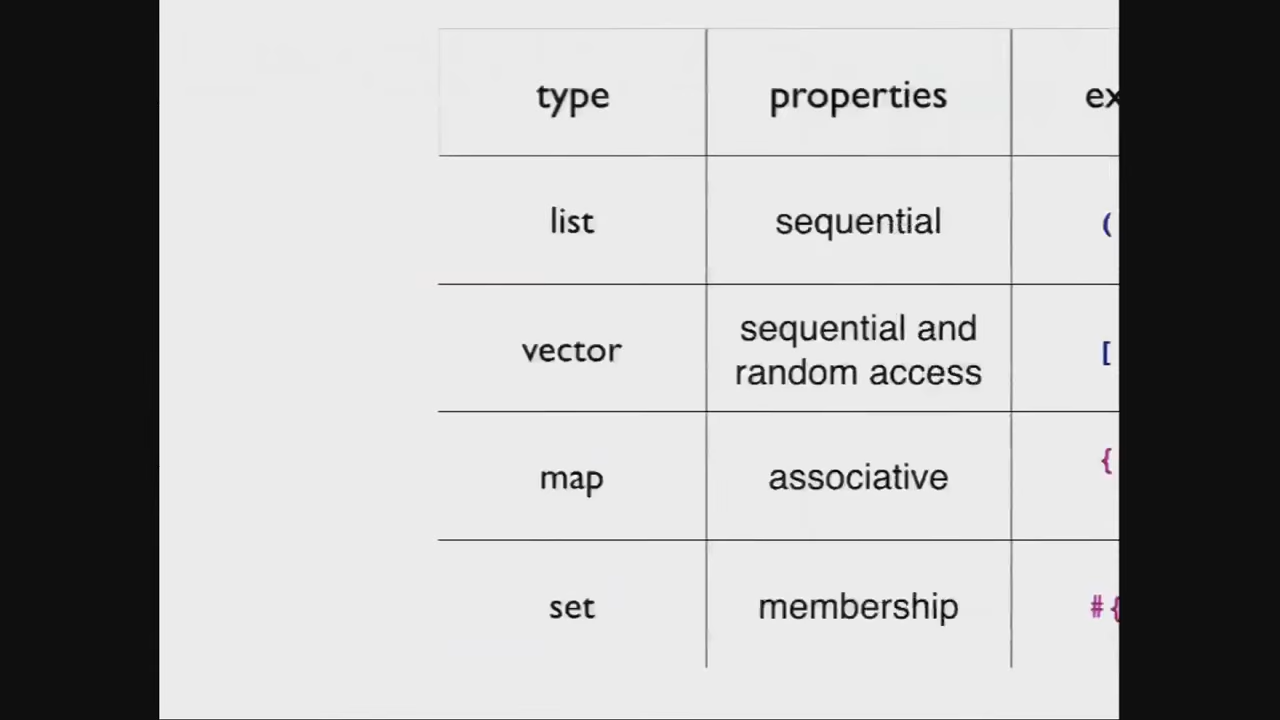 type properties ex
list sequential (
vector sequential and
random access [
map associative {
set membership #{